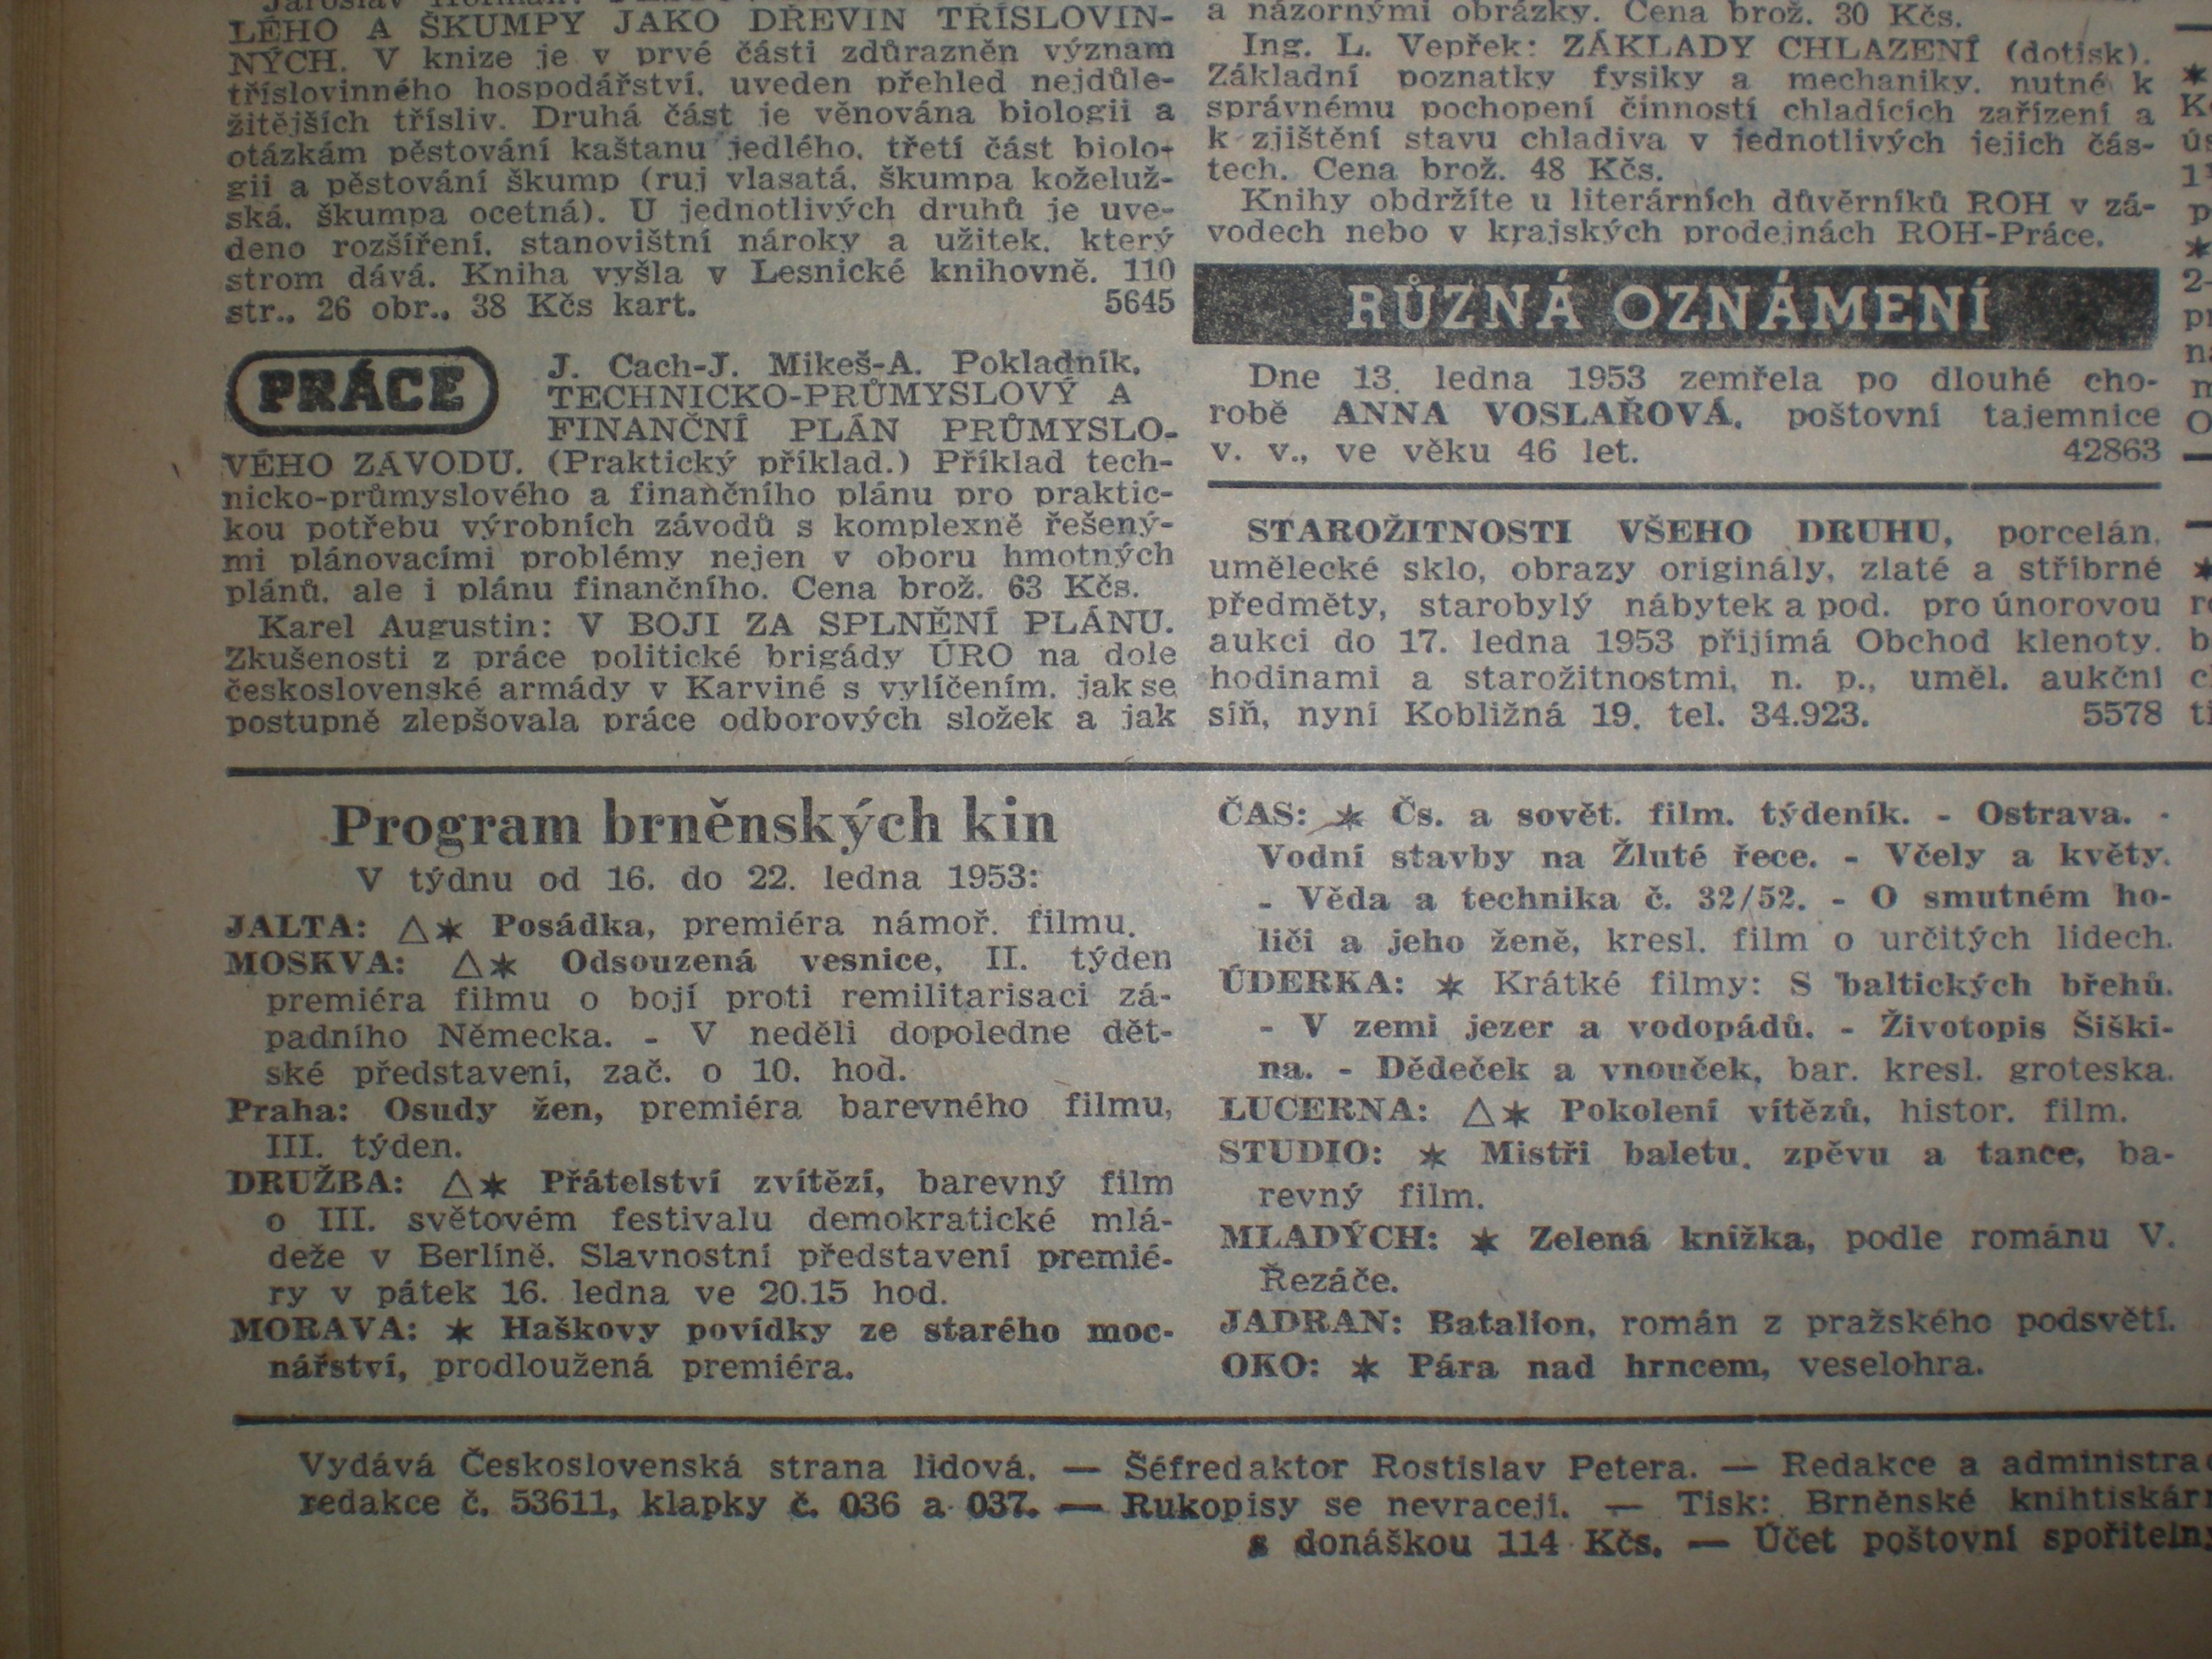 LÉHO A ŠKUMPY JAKO DŘEVIN TŘÍSLOVIN-
NÝCH. V knize je v prvé části zdůrazněn význam
tříslovinného hospodářství, uveden přehled nejdůle-
žitějších třísliv. Druhá část je věnována biologii a
otázkám pěstování kaštanu jedlého, třetí část biolo-
gii a pěstování škump (ruj vlasatá, škumpa koželuž-
ská, škumpa ocetná). U jednotlivých druhů je uve-
deno rozšíření, stanovištní nároky a užitek, který
strom dává. Kniha vyšla v Lesnické knihovně. 110
str., 26 obr., 38 Kčs kart. 5645
PRÁCE
J. Cach-J. Mikeš-A. Pokladník,
TECHNICKO-PRŮMYSLOVÝ A
FINANČNÍ PLÁN PRŮMYSLO-
VÉHO ZÁVODU. (Praktický příklad.) Příklad tech-
nicko-průmyslového a finančního plánu pro praktic-
kou potřebu výrobních závodů s komplexně řešený-
mi plánovacími problémy nejen v oboru hmotných
plánů, ale i plánu finančního. Cena brož. 63 Kčs.
Karel Augustin: V BOJI ZA SPLNĚNÍ PLÁNU.
Zkušenosti z práce politické brigády ÚRO na dole
československé armády v Karviné s vylíčením, jak se
postupně zlepšovala práce odborových složek a jak
a názornými obrázky. Cena brož. 30 Kčs.
Ing. L. Vepřek: ZÁKLADY CHLAZENÍ (dotisk).
Základní poznatky fysiky a mechaniky, nutné k
správnému pochopení činností chladících zařízení a
k zjištění stavu chladiva v jednotlivých jejich čás-
tech. Cena brož. 48 Kčs.
Knihy obdržíte u literárních důvěrníků ROH v zá-
vodech nebo v krajských prodejnách ROH-Práce.
RŮZNÁ OZNÁMENÍ
Dne 13. ledna 1953 zemřela po dlouhé cho-
robě ANNA VOSLAŘOVÁ, poštovní tajemnice
v. v., ve věku 46 let. 42863
STAROŽITNOSTI VŠEHO DRUHU, porcelán,
umělecké sklo, obrazy originály, zlaté a stříbrné
předměty, starobylý nábytek a pod. pro únorovou
aukci do 17. ledna 1953 přijímá Obchod klenoty,
hodinami a starožitnostmi, n. p., uměl. aukční
síň, nyní Kobližná 19, tel. 34.923. 5578
Program brněnských kin
V týdnu od 16. do 22. ledna 1953:
JALTA: △✶ Posádka, premiéra námoř. filmu.
MOSKVA: △✶ Odsouzená vesnice, II. týden
premiéra filmu o bojí proti remilitarisaci zá-
padního Německa. - V neděli dopoledne dět-
ské představení, zač. o 10. hod.
Praha: Osudy žen, premiéra barevného filmu,
III. týden.
DRUŽBA: △✶ Přátelství zvítězí, barevný film
o III. světovém festivalu demokratické mlá-
deže v Berlíně. Slavnostní představení premié-
ry v pátek 16. ledna ve 20.15 hod.
MORAVA: ✶ Haškovy povídky ze starého moc-
nářství, prodloužená premiéra.
ČAS: ✶ Čs. a sovět. film. týdeník. - Ostrava. -
Vodní stavby na Žluté řece. - Včely a květy.
- Věda a technika č. 32/52. - O smutném ho-
liči a jeho ženě, kresl. film o určitých lidech.
ÚDERKA: ✶ Krátké filmy: S baltických břehů.
- V zemi jezer a vodopádů. - Životopis Šiški-
na. - Dědeček a vnouček, bar. kresl. groteska.
LUCERNA: △✶ Pokolení vítězů, histor. film.
STUDIO: ✶ Mistři baletu, zpěvu a tance, ba-
revný film.
MLADÝCH: ✶ Zelená knížka, podle románu V.
Řezáče.
JADRAN: Batalion, román z pražského podsvětí.
OKO: ✶ Pára nad hrncem, veselohra.
Vydává Československá strana lidová. — Šéfredaktor Rostislav Petera. — Redakce a administra
redakce č. 53611, klapky č. 036 a 037. — Rukopisy se nevracejí. — Tisk: Brněnské knihtiskár
s donáškou 114 Kčs. — Účet poštovní spořiteln